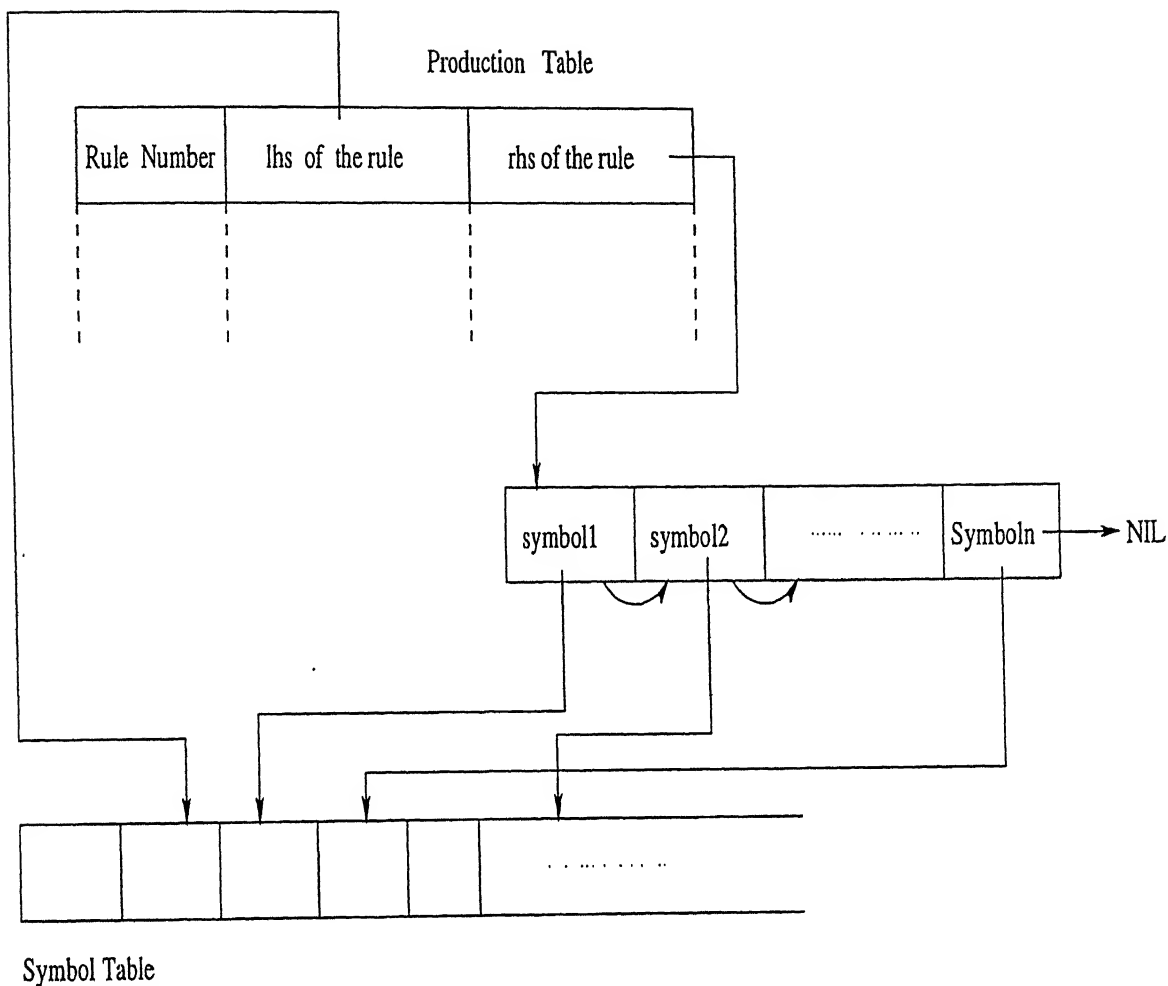 Production Table
Rule Number
lhs of the rule
rhs of the rule
symbol1
symbol2
Symboln
NIL
Symbol Table